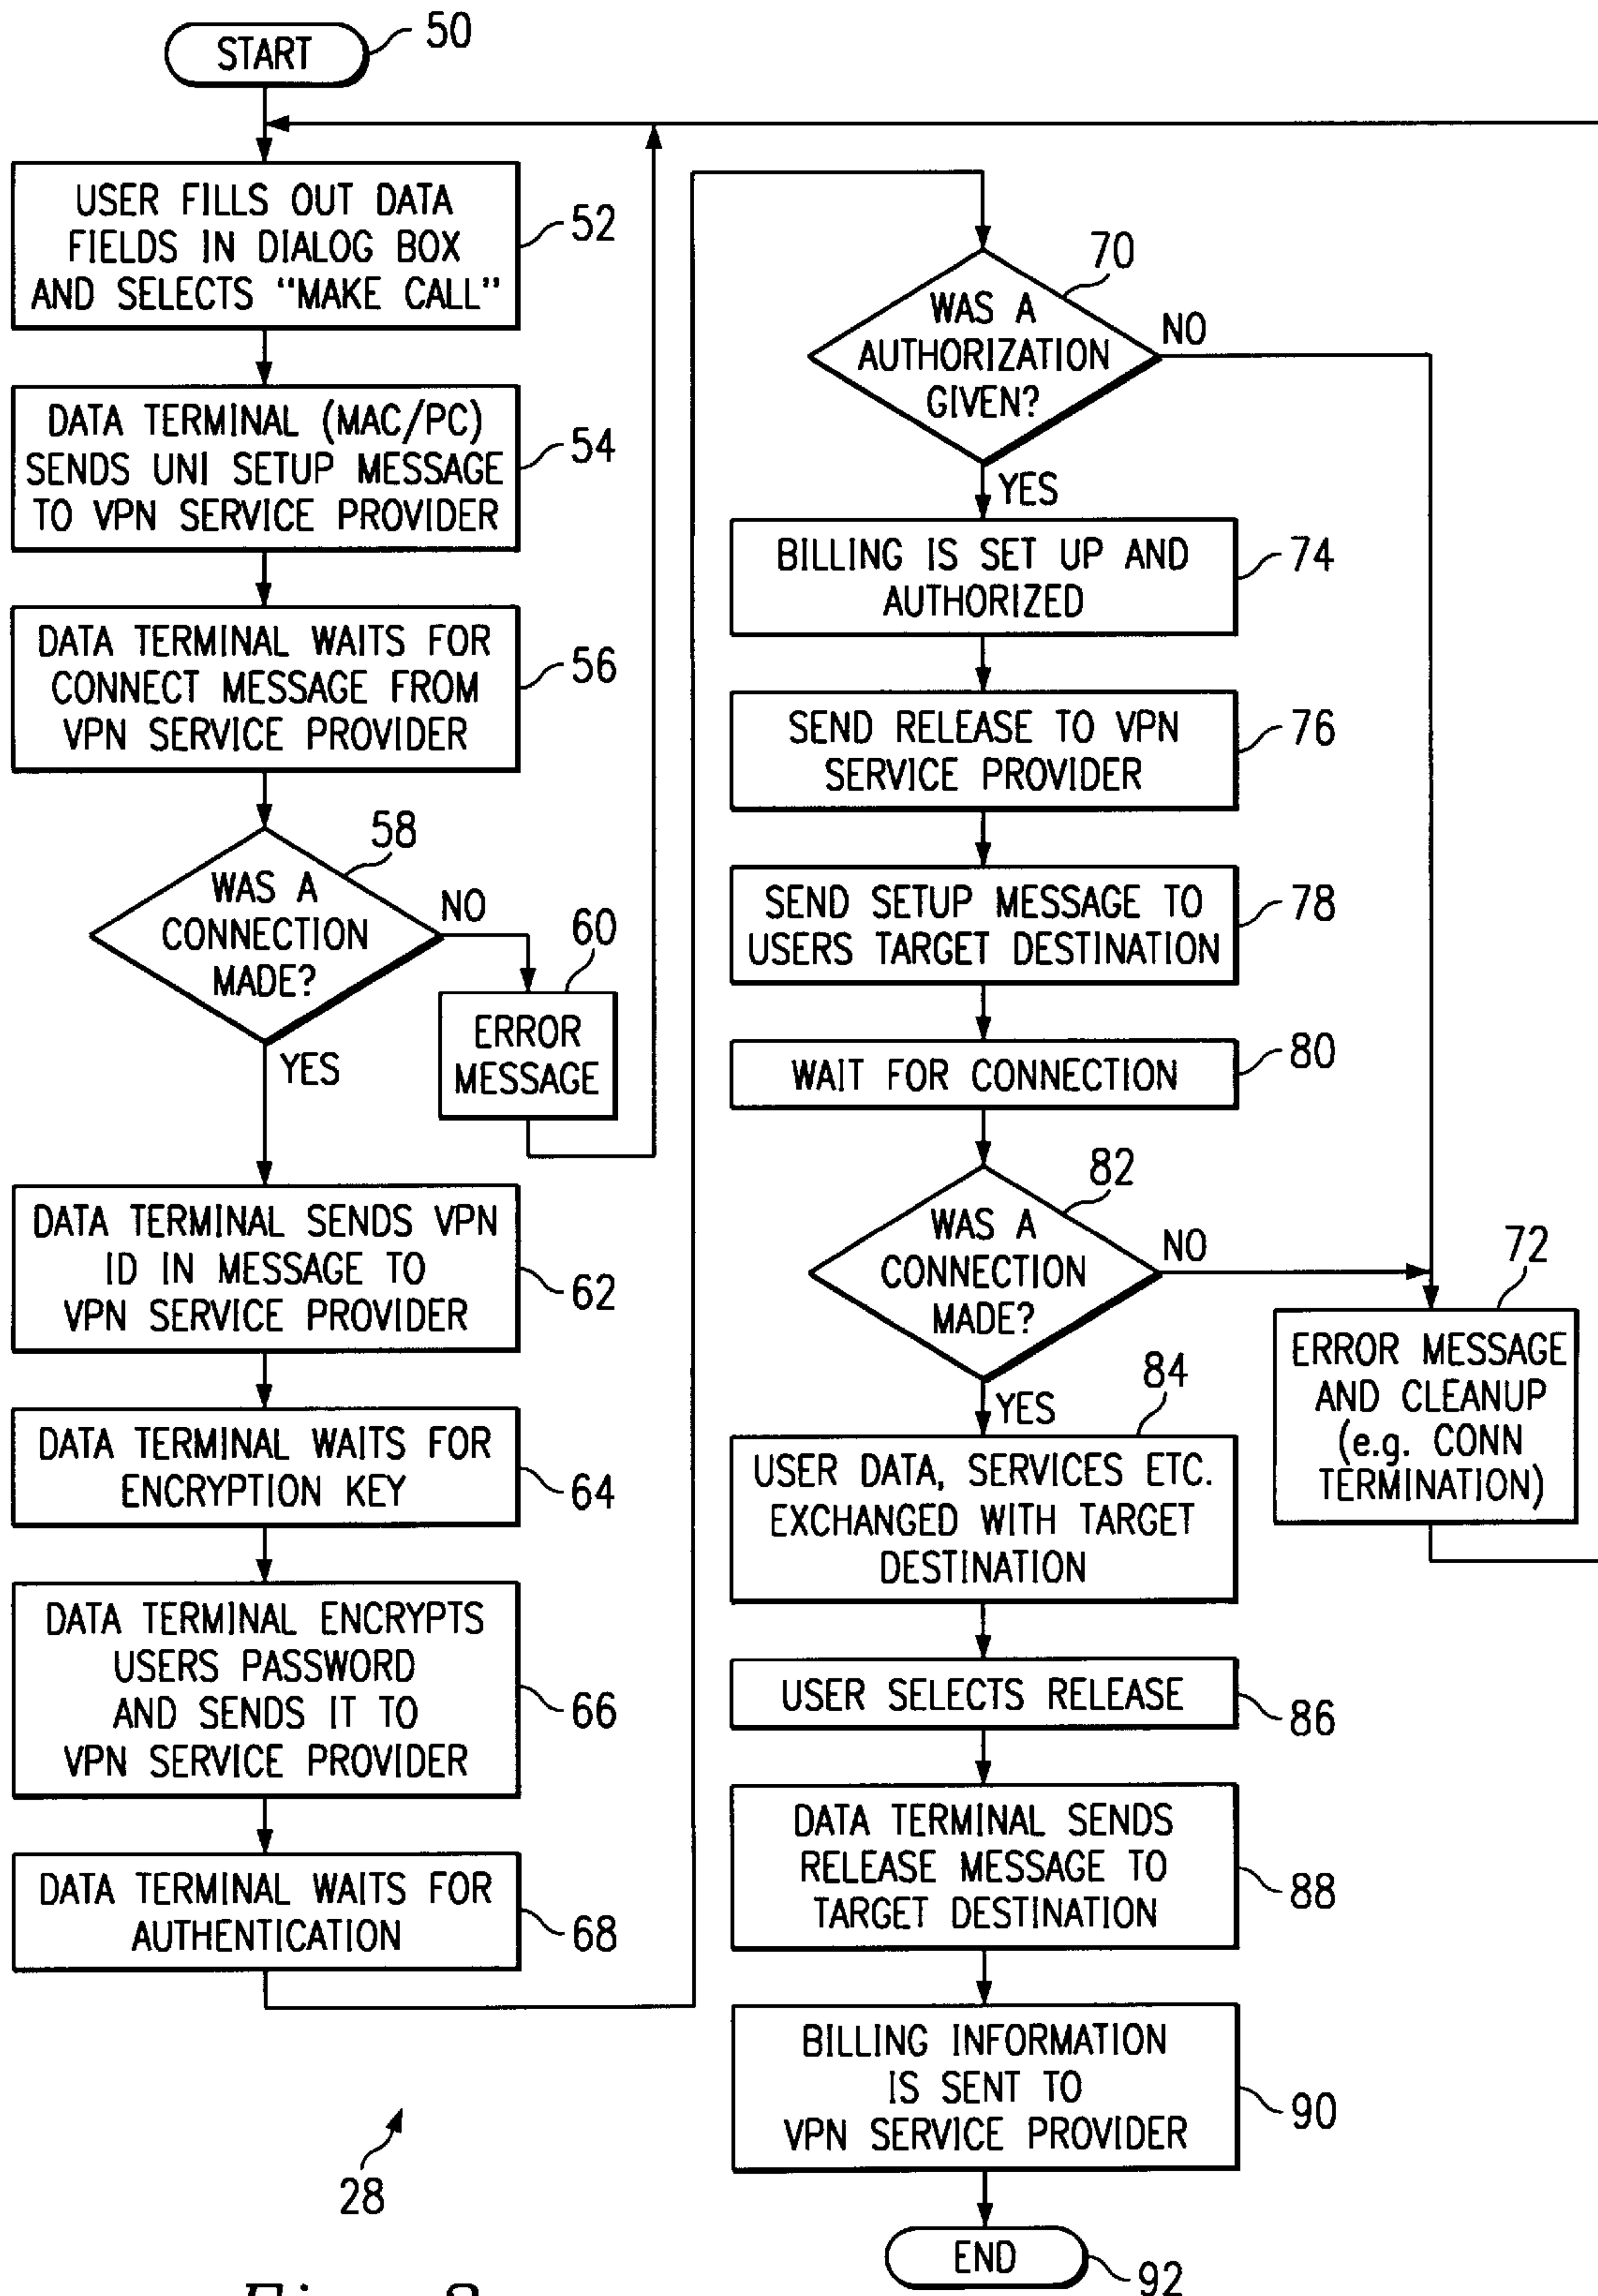 START
50
USER FILLS OUT DATA
FIELDS IN DIALOG BOX
AND SELECTS "MAKE CALL"
52
DATA TERMINAL (MAC/PC)
SENDS UNI SETUP MESSAGE
TO VPN SERVICE PROVIDER
54
DATA TERMINAL WAITS FOR
CONNECT MESSAGE FROM
VPN SERVICE PROVIDER
56
58
WAS A
CONNECTION
MADE?
NO
YES
60
ERROR
MESSAGE
DATA TERMINAL SENDS VPN
ID IN MESSAGE TO
VPN SERVICE PROVIDER
62
DATA TERMINAL WAITS FOR
ENCRYPTION KEY
64
DATA TERMINAL ENCRYPTS
USERS PASSWORD
AND SENDS IT TO
VPN SERVICE PROVIDER
66
DATA TERMINAL WAITS FOR
AUTHENTICATION
68
70
WAS A
AUTHORIZATION
GIVEN?
NO
YES
BILLING IS SET UP AND
AUTHORIZED
74
SEND RELEASE TO VPN
SERVICE PROVIDER
76
SEND SETUP MESSAGE TO
USERS TARGET DESTINATION
78
WAIT FOR CONNECTION
80
82
WAS A
CONNECTION
MADE?
NO
YES
72
ERROR MESSAGE
AND CLEANUP
(e.g. CONN
TERMINATION)
84
USER DATA, SERVICES ETC.
EXCHANGED WITH TARGET
DESTINATION
USER SELECTS RELEASE
86
DATA TERMINAL SENDS
RELEASE MESSAGE TO
TARGET DESTINATION
88
BILLING INFORMATION
IS SENT TO
VPN SERVICE PROVIDER
90
END
92
28